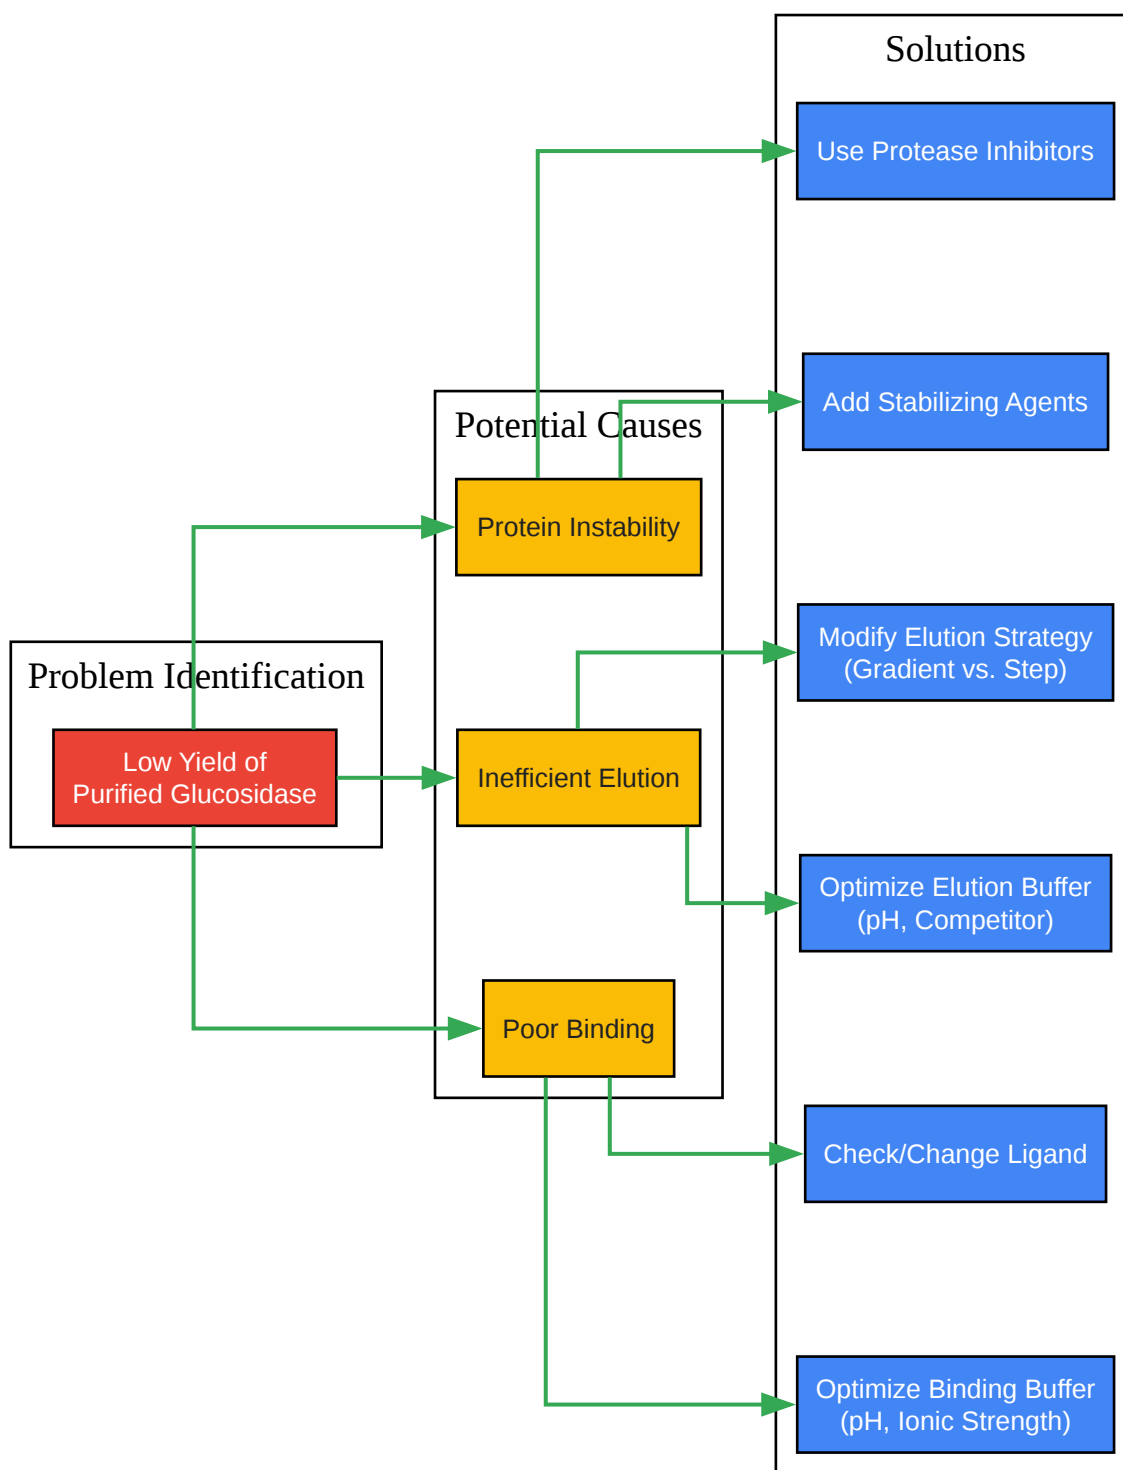 Problem Identification
Low Yield of
Purified Glucosidase
Potential Causes
Protein Instability
Inefficient Elution
Poor Binding
Solutions
Use Protease Inhibitors
Add Stabilizing Agents
Modify Elution Strategy
(Gradient vs. Step)
Optimize Elution Buffer
(pH, Competitor)
Check/Change Ligand
Optimize Binding Buffer
(pH, Ionic Strength)